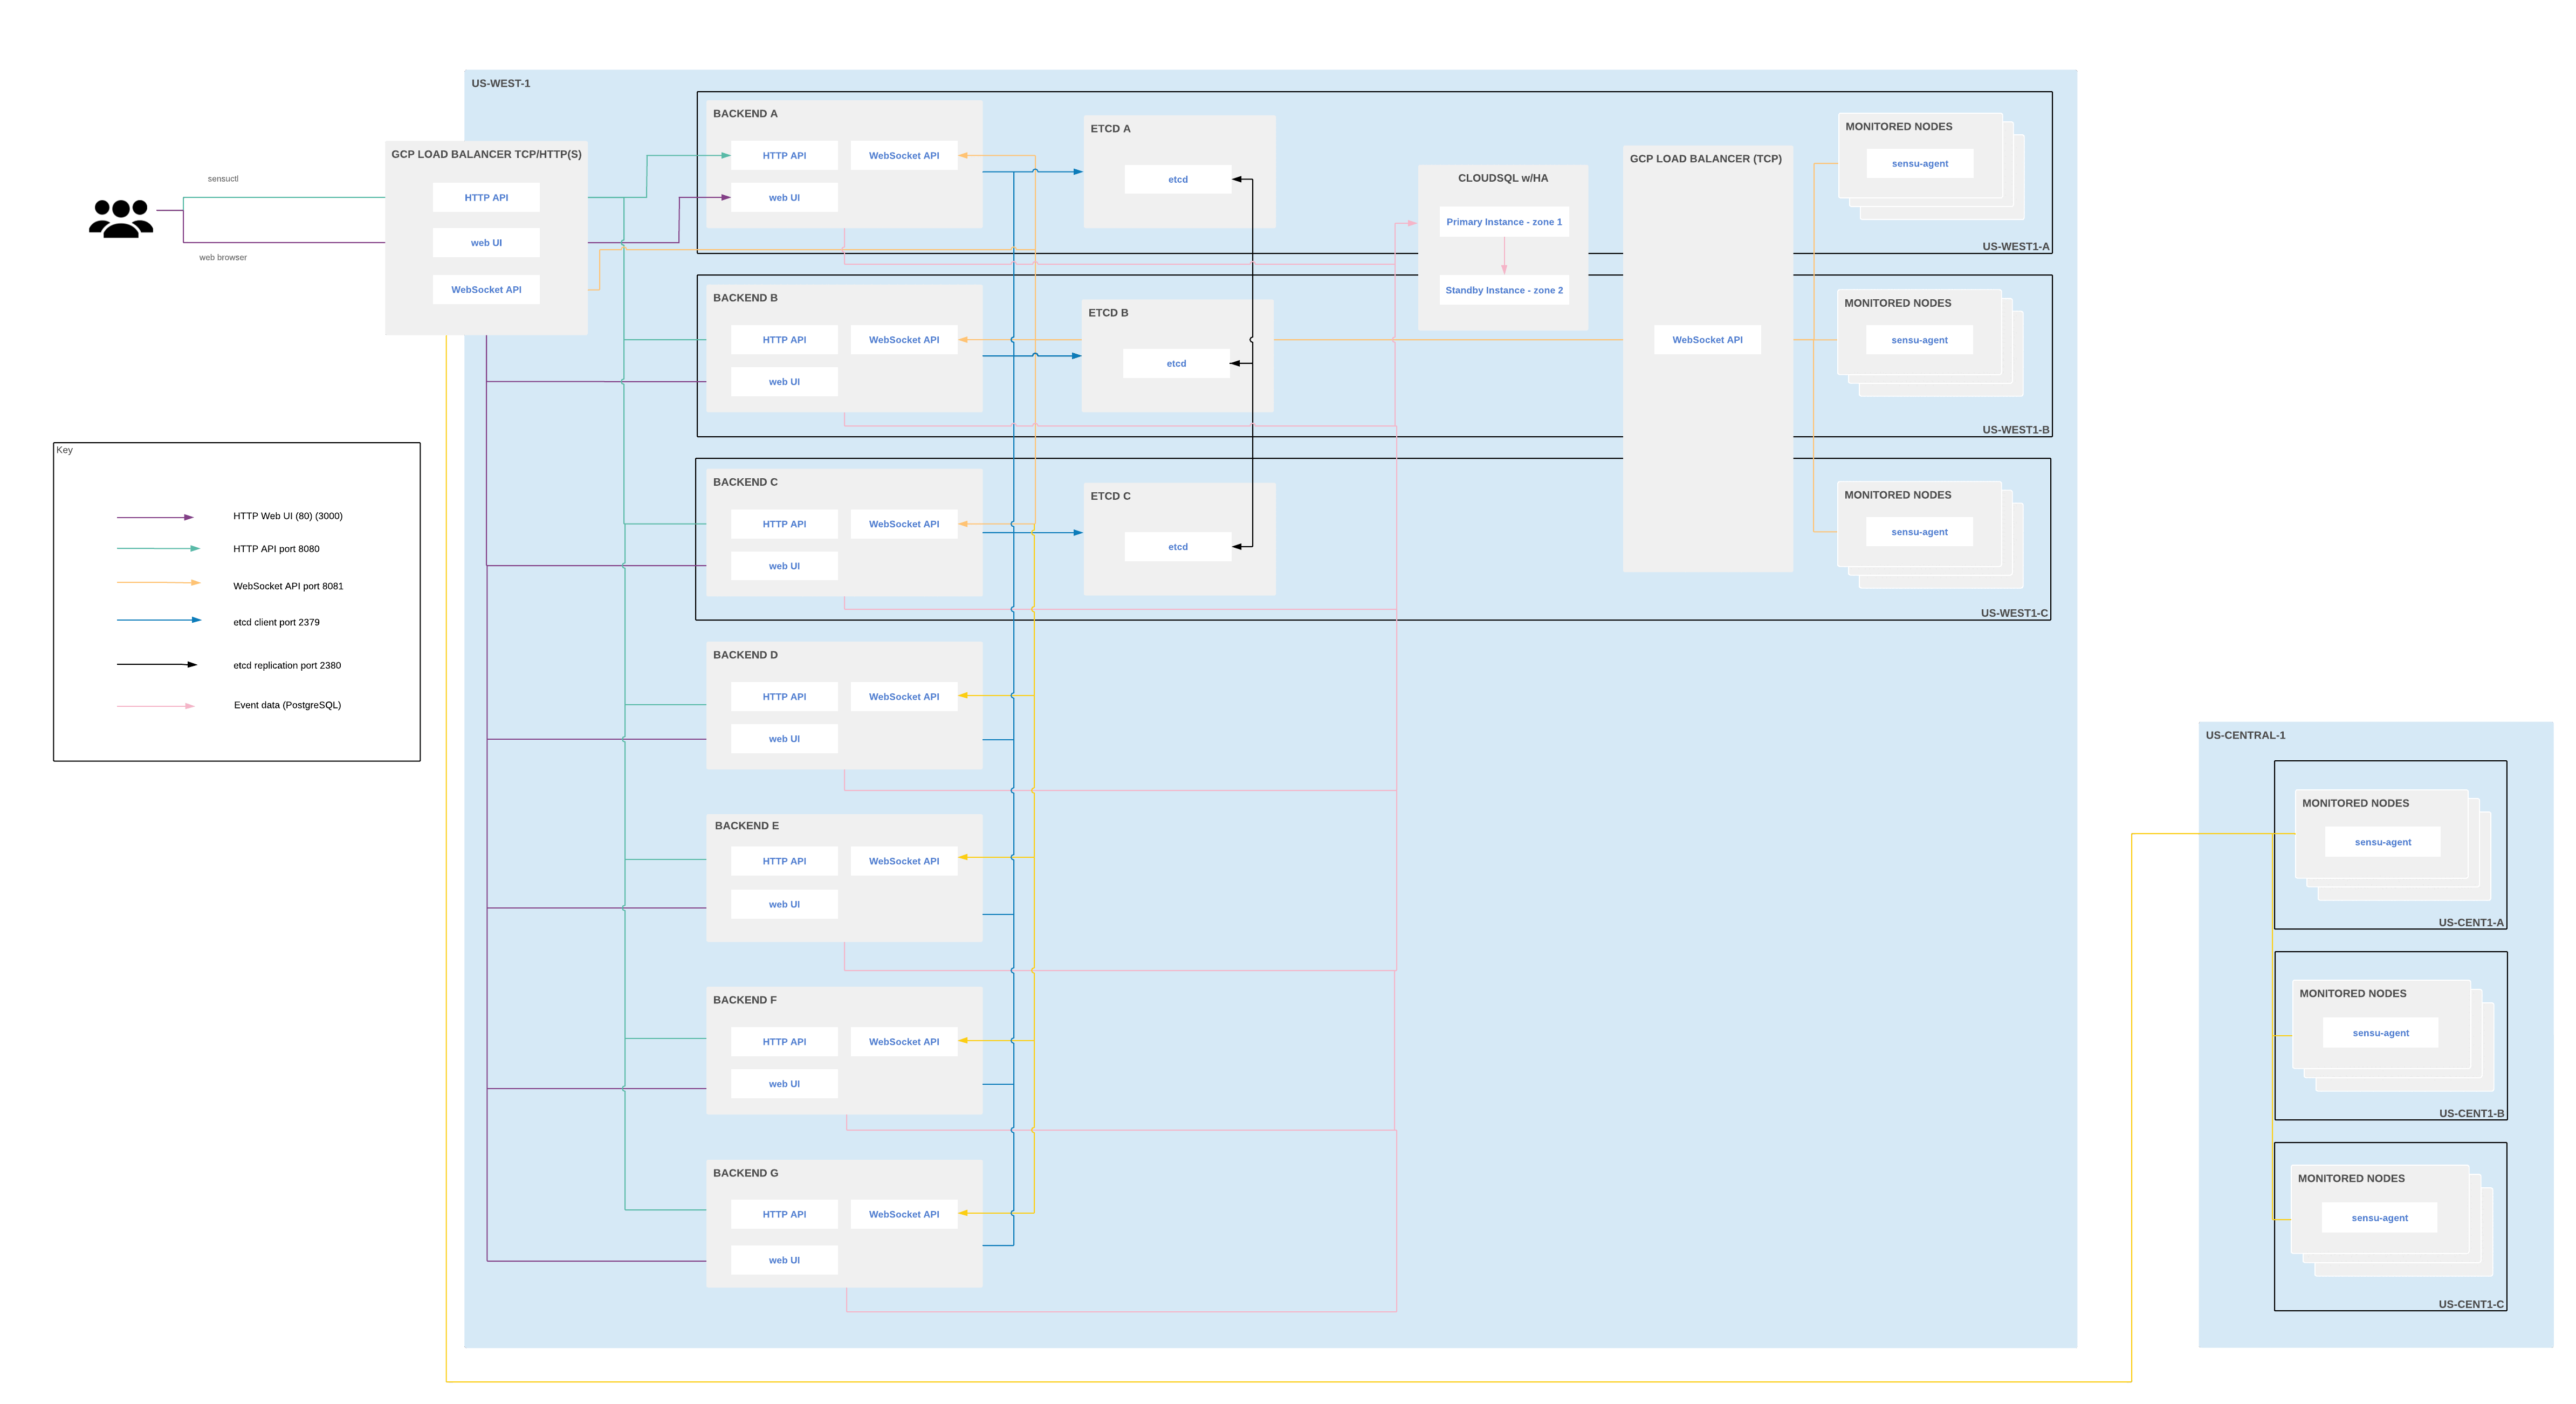 US-WEST-1
GCP LOAD BALANCER TCP/HTTP(S)
HTTP API
web UI
WebSocket API
sensuctl
web browser
Key
HTTP Web UI (80) (3000)
HTTP API port 8080
WebSocket API port 8081
etcd client port 2379
etcd replication port 2380
Event data (PostgreSQL)
BACKEND A
HTTP API
WebSocket API
web UI
ETCD A
etcd
CLOUDSQL w/HA
Primary Instance - zone 1
Standby Instance - zone 2
GCP LOAD BALANCER (TCP)
WebSocket API
MONITORED NODES
sensu-agent
US-WEST1-A
BACKEND B
HTTP API
WebSocket API
web UI
ETCD B
etcd
MONITORED NODES
sensu-agent
US-WEST1-B
BACKEND C
HTTP API
WebSocket API
web UI
ETCD C
etcd
MONITORED NODES
sensu-agent
US-WEST1-C
BACKEND D
HTTP API
WebSocket API
web UI
BACKEND E
HTTP API
WebSocket API
web UI
BACKEND F
HTTP API
WebSocket API
web UI
BACKEND G
HTTP API
WebSocket API
web UI
US-CENTRAL-1
MONITORED NODES
sensu-agent
US-CENT1-A
MONITORED NODES
sensu-agent
US-CENT1-B
MONITORED NODES
sensu-agent
US-CENT1-C